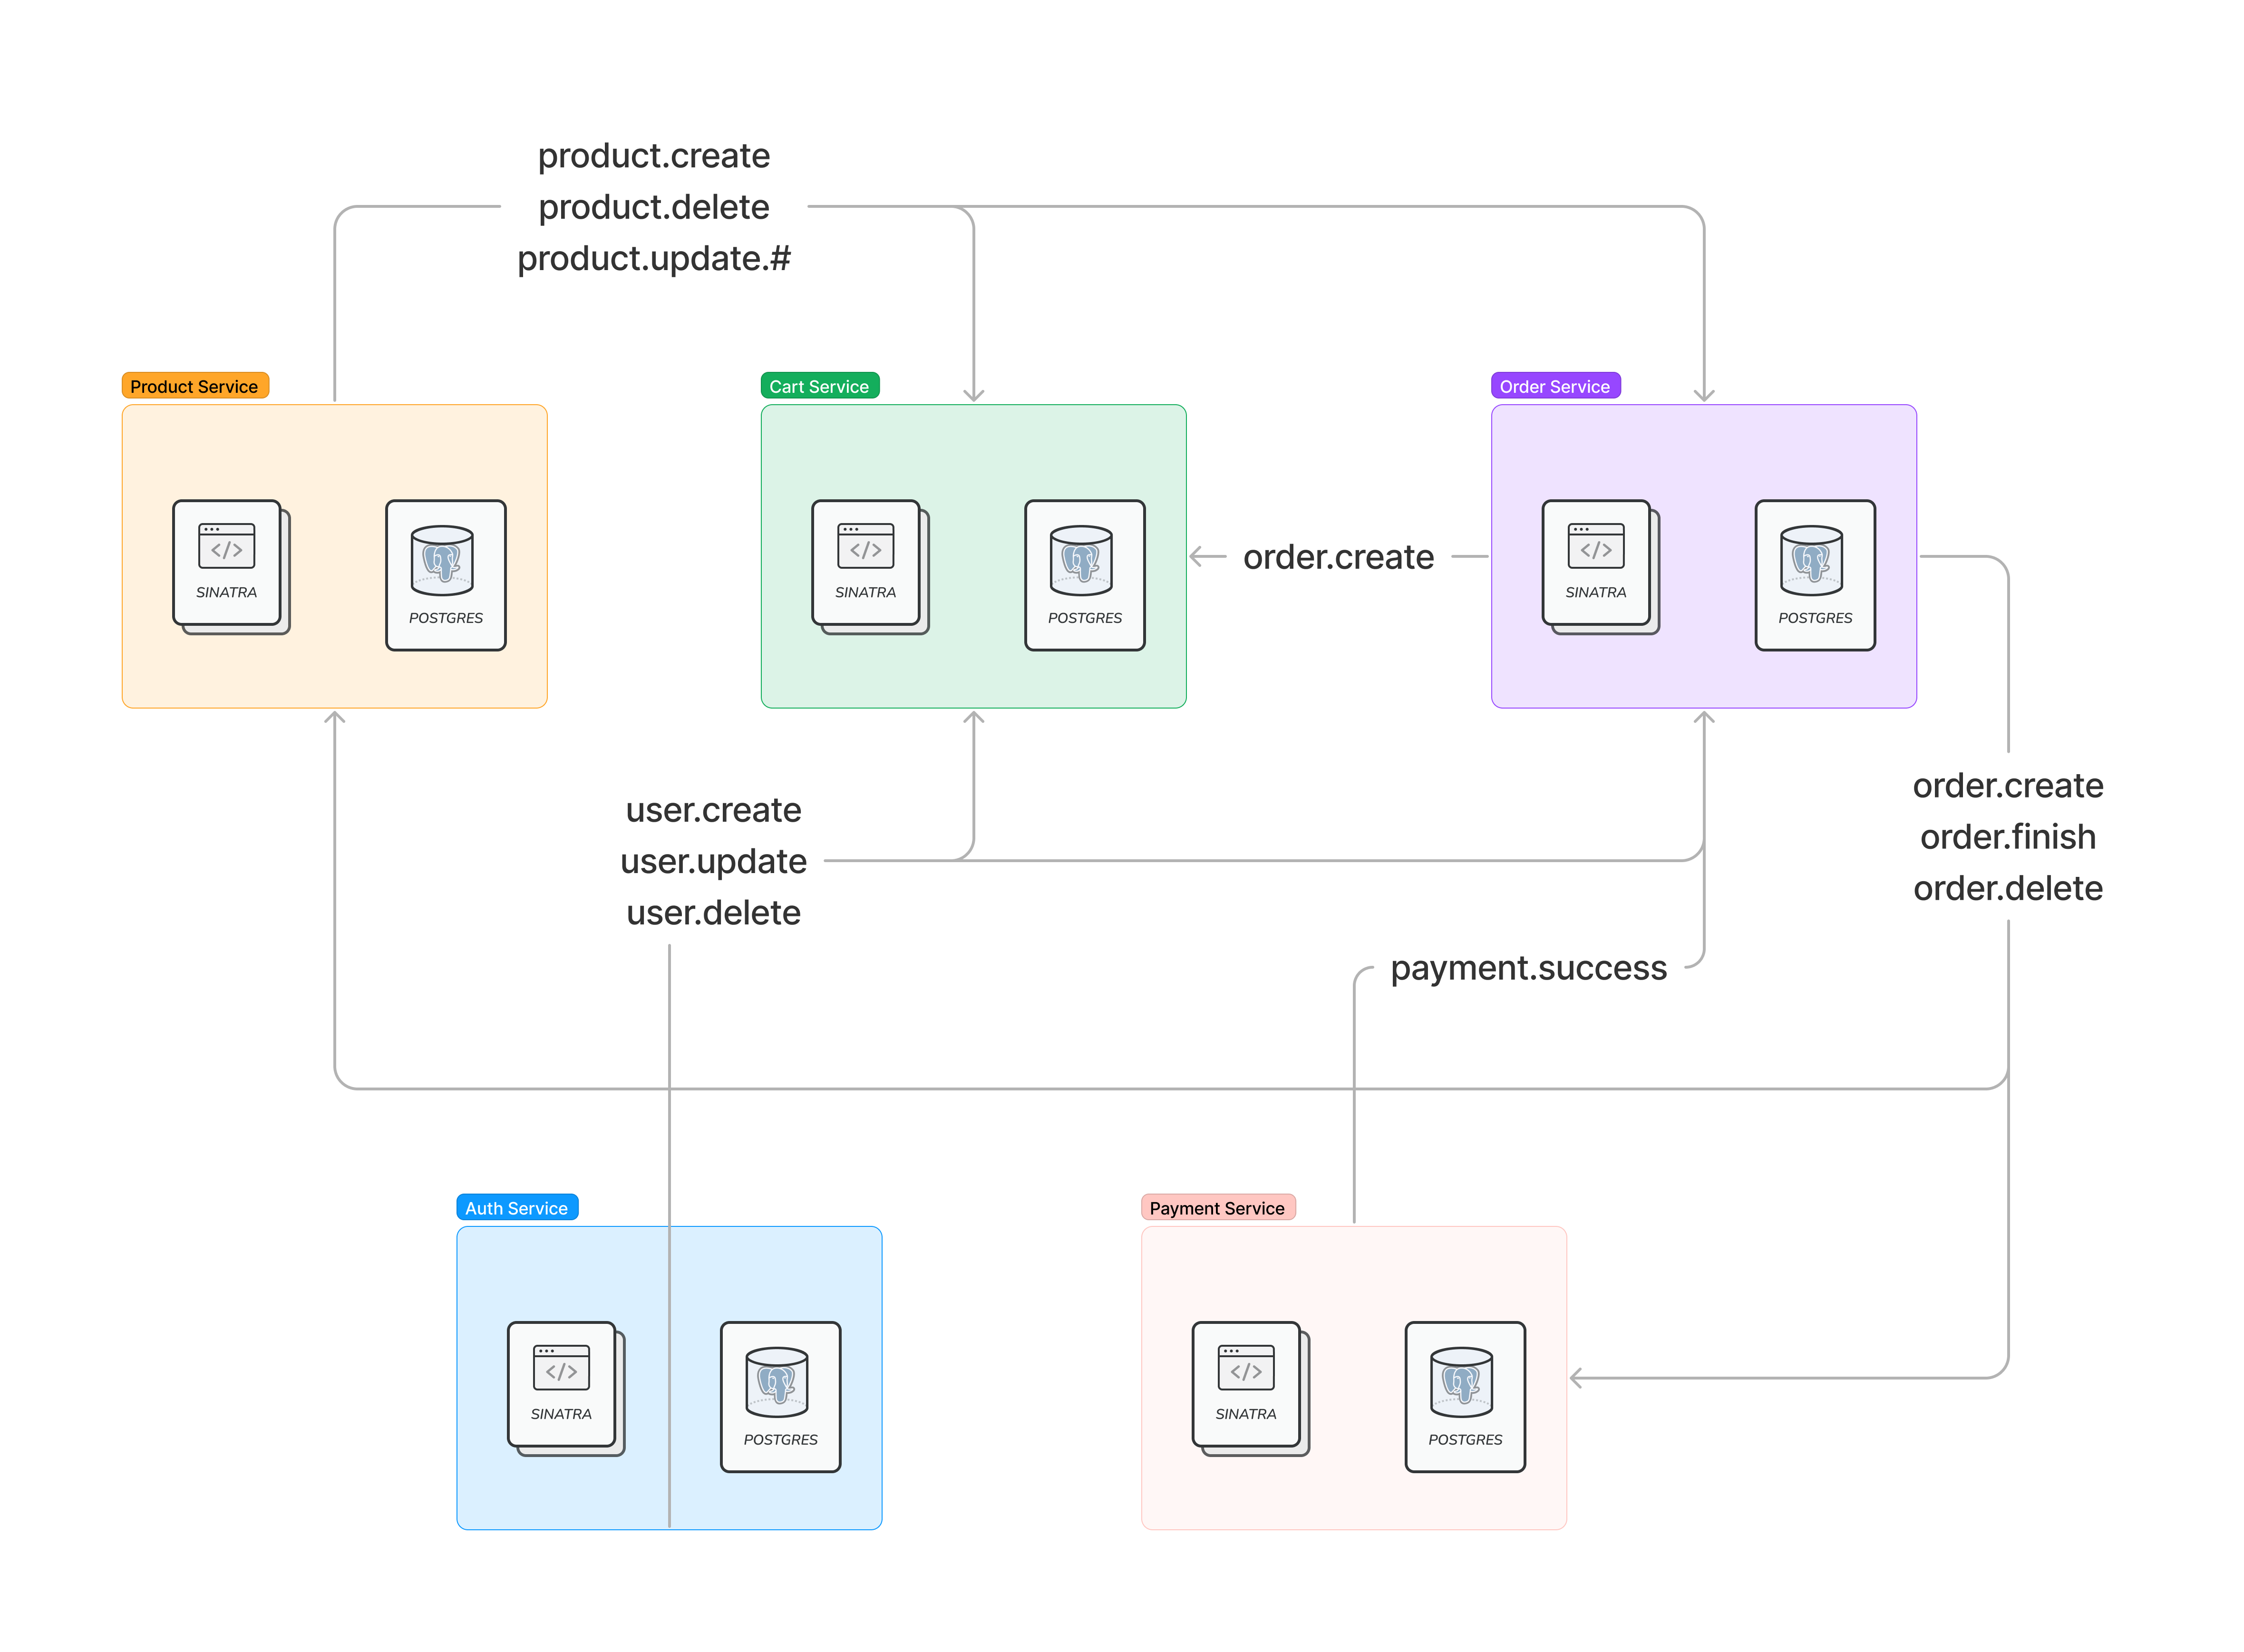 product.create
product.delete
product.update.#
Product Service
Cart Service
Order Service
SINATRA
POSTGRES
SINATRA
POSTGRES
SINATRA
POSTGRES
order.create
user.create
user.update
user.delete
order.create
order.finish
order.delete
payment.success
Auth Service
Payment Service
SINATRA
POSTGRES
SINATRA
POSTGRES